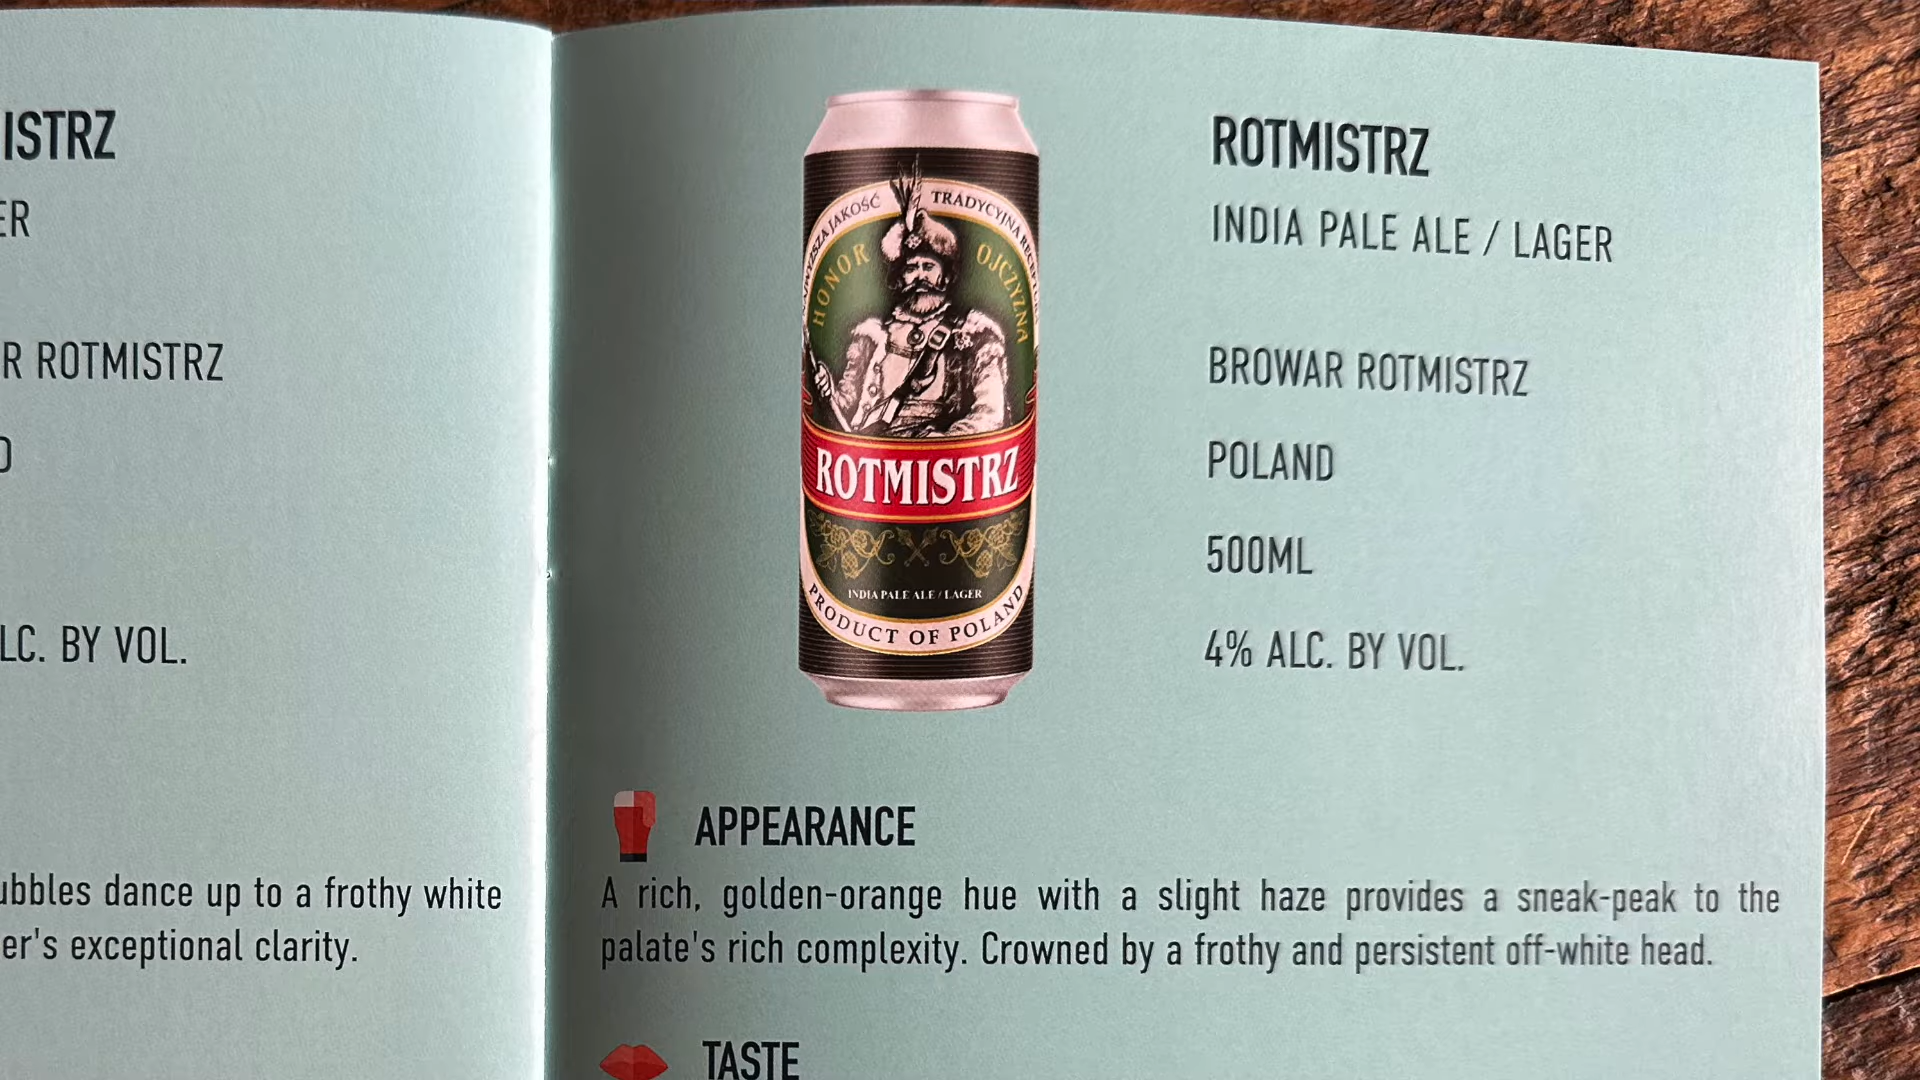 ISTRZ
ER
R ROTMISTRZ
D
LC. BY VOL.
ubbles dance up to a frothy white
er's exceptional clarity.
NAJWYŻSZA JAKOŚĆ
TRADYCYJNA RECEPTURA
HONOR
OJCZYZNA
ROTMISTRZ
INDIA PALE ALE / LAGER
PRODUCT OF POLAND
ROTMISTRZ
INDIA PALE ALE / LAGER
BROWAR ROTMISTRZ
POLAND
500ML
4% ALC. BY VOL.
APPEARANCE
A rich, golden-orange hue with a slight haze provides a sneak-peak to the
palate's rich complexity. Crowned by a frothy and persistent off-white head.
TASTE